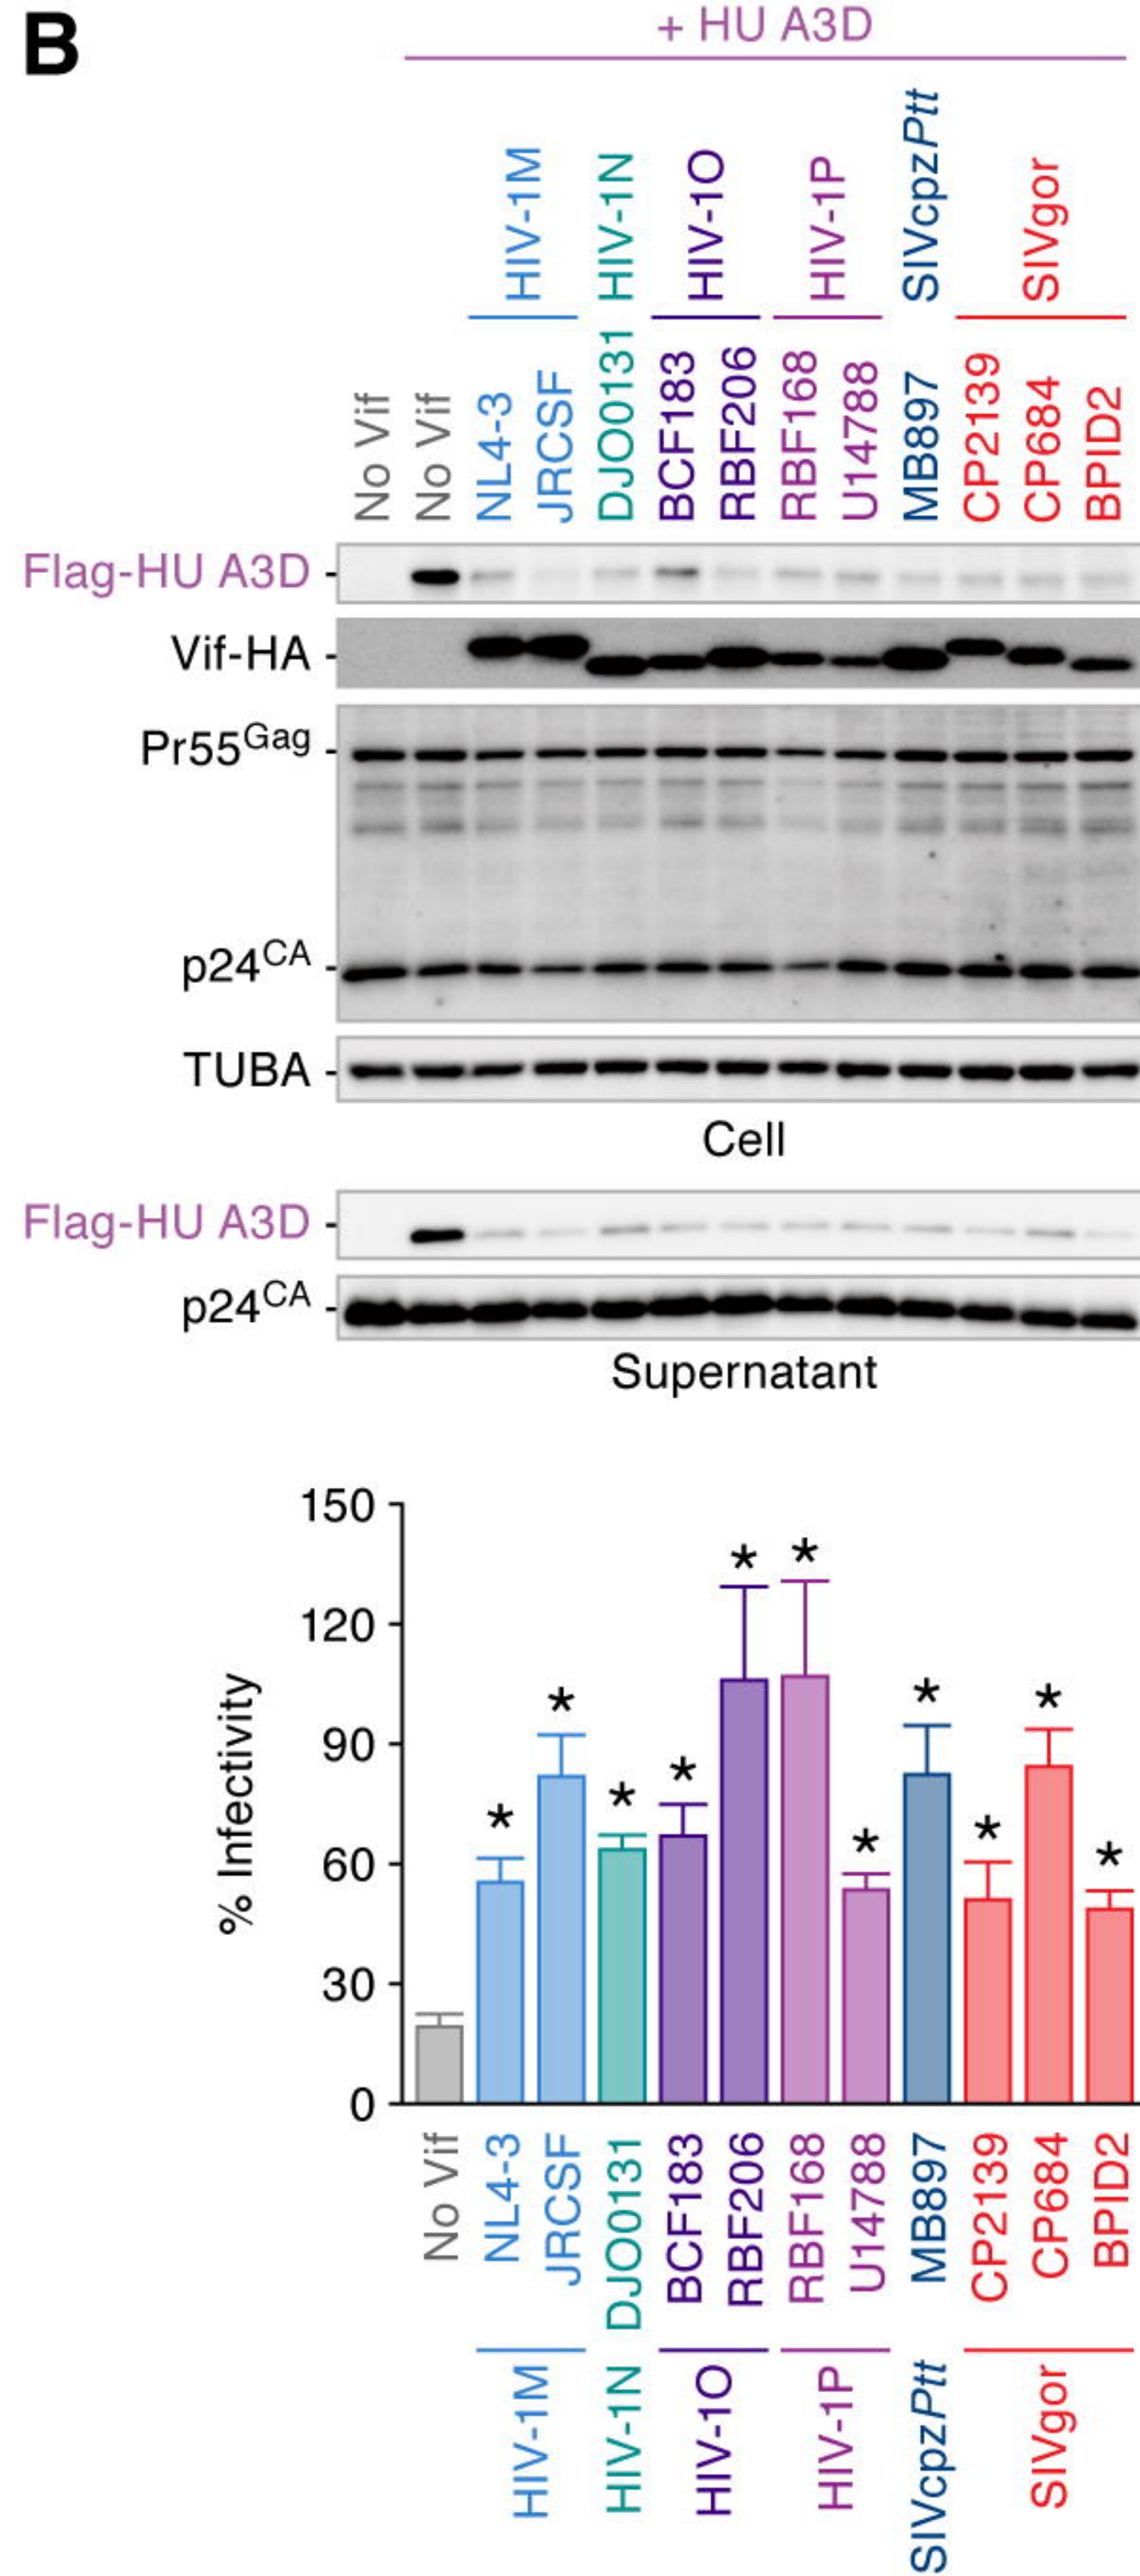 B
+ HU A3D
HIV-1M
HIV-1N
HIV-1O
HIV-1P
SIVcpzPtt
SIVgor
No Vif
No Vif
NL4-3
JRCSF
DJO0131
BCF183
RBF206
RBF168
U14788
MB897
CP2139
CP684
BPID2
Flag-HU A3D
Vif-HA
Pr55Gag
p24CA
TUBA
Cell
Flag-HU A3D
p24CA
Supernatant
% Infectivity
150
120
90
60
30
0
*
*
*
*
*
*
*
*
*
*
*
No Vif
NL4-3
JRCSF
DJO0131
BCF183
RBF206
RBF168
U14788
MB897
CP2139
CP684
BPID2
HIV-1M
HIV-1N
HIV-1O
HIV-1P
SIVcpzPtt
SIVgor